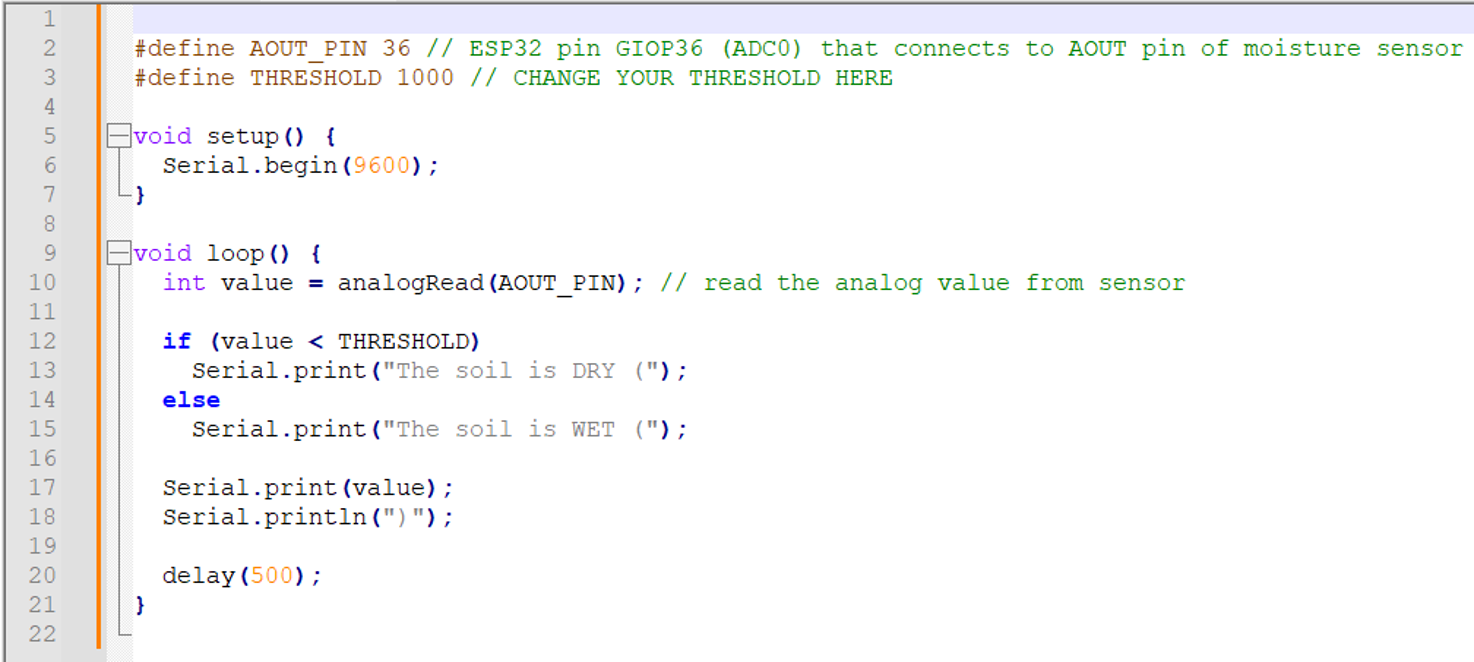 1
2 #define AOUT_PIN 36 // ESP32 pin GIOP36 (ADC0) that connects to AOUT pin of moisture sensor
3 #define THRESHOLD 1000 // CHANGE YOUR THRESHOLD HERE
4
5 void setup() {
6   Serial.begin(9600);
7 }
8
9 void loop() {
10   int value = analogRead(AOUT_PIN); // read the analog value from sensor
11
12   if (value < THRESHOLD)
13     Serial.print("The soil is DRY (");
14   else
15     Serial.print("The soil is WET (");
16
17   Serial.print(value);
18   Serial.println(")");
19
20   delay(500);
21 }
22